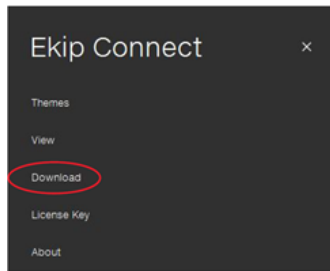 Ekip Connect
Themes
View
Download
License Key
About